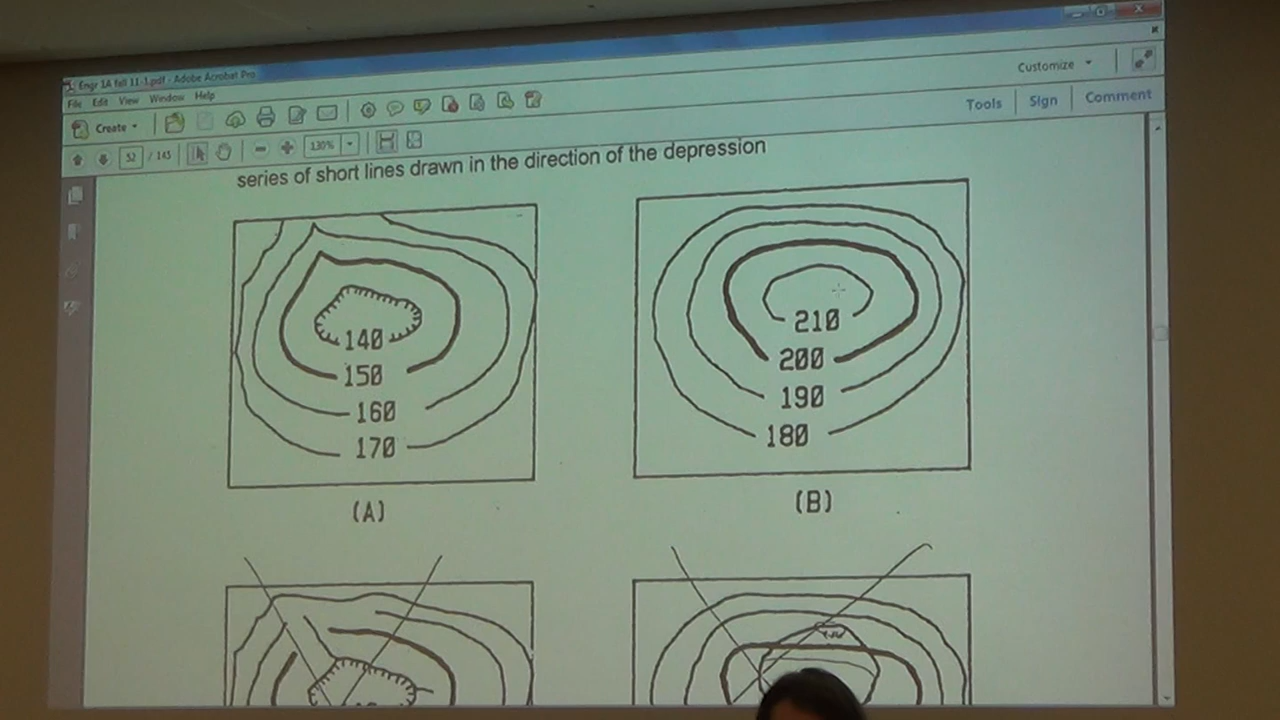 Engr 1A fall 11-1.pdf - Adobe Acrobat Pro
File Edit View Window Help
Customize
Create
Tools Sign Comment
52 / 145 130%
series of short lines drawn in the direction of the depression
140
150
160
170
(A)
210
200
190
180
(B)